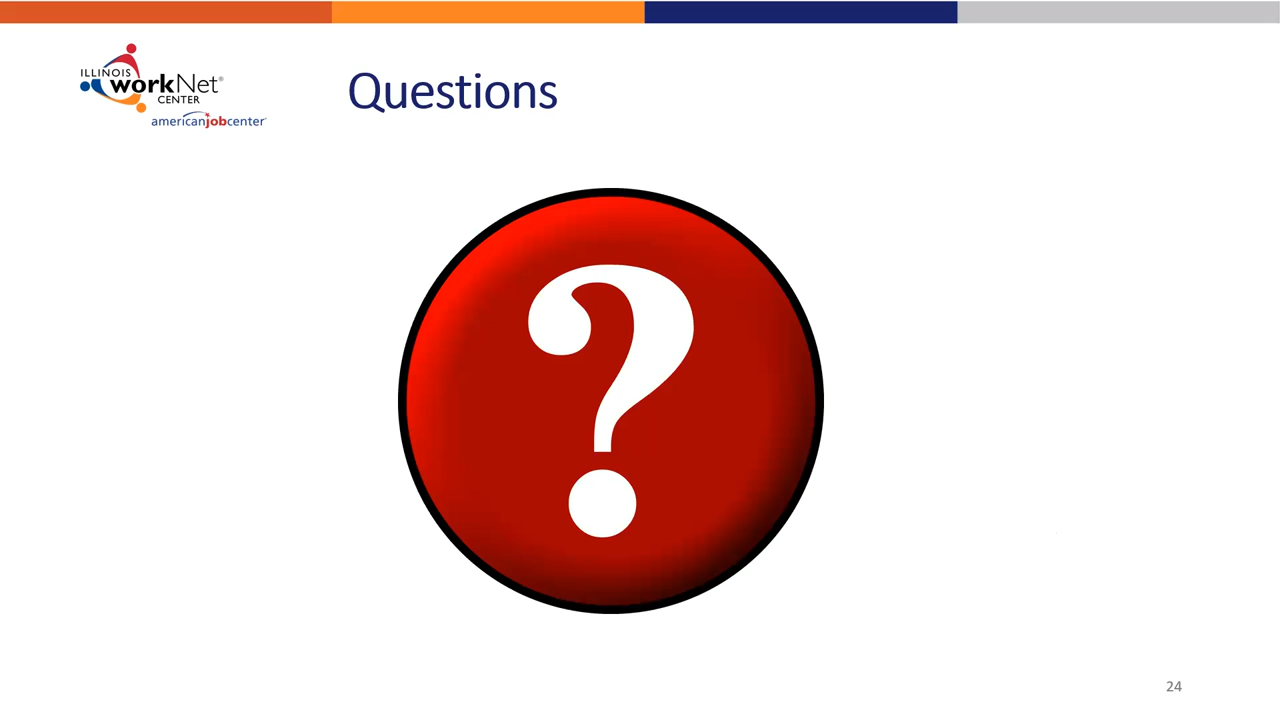 ILLINOIS
workNet®
CENTER
americanjobcenter
Questions
?
24